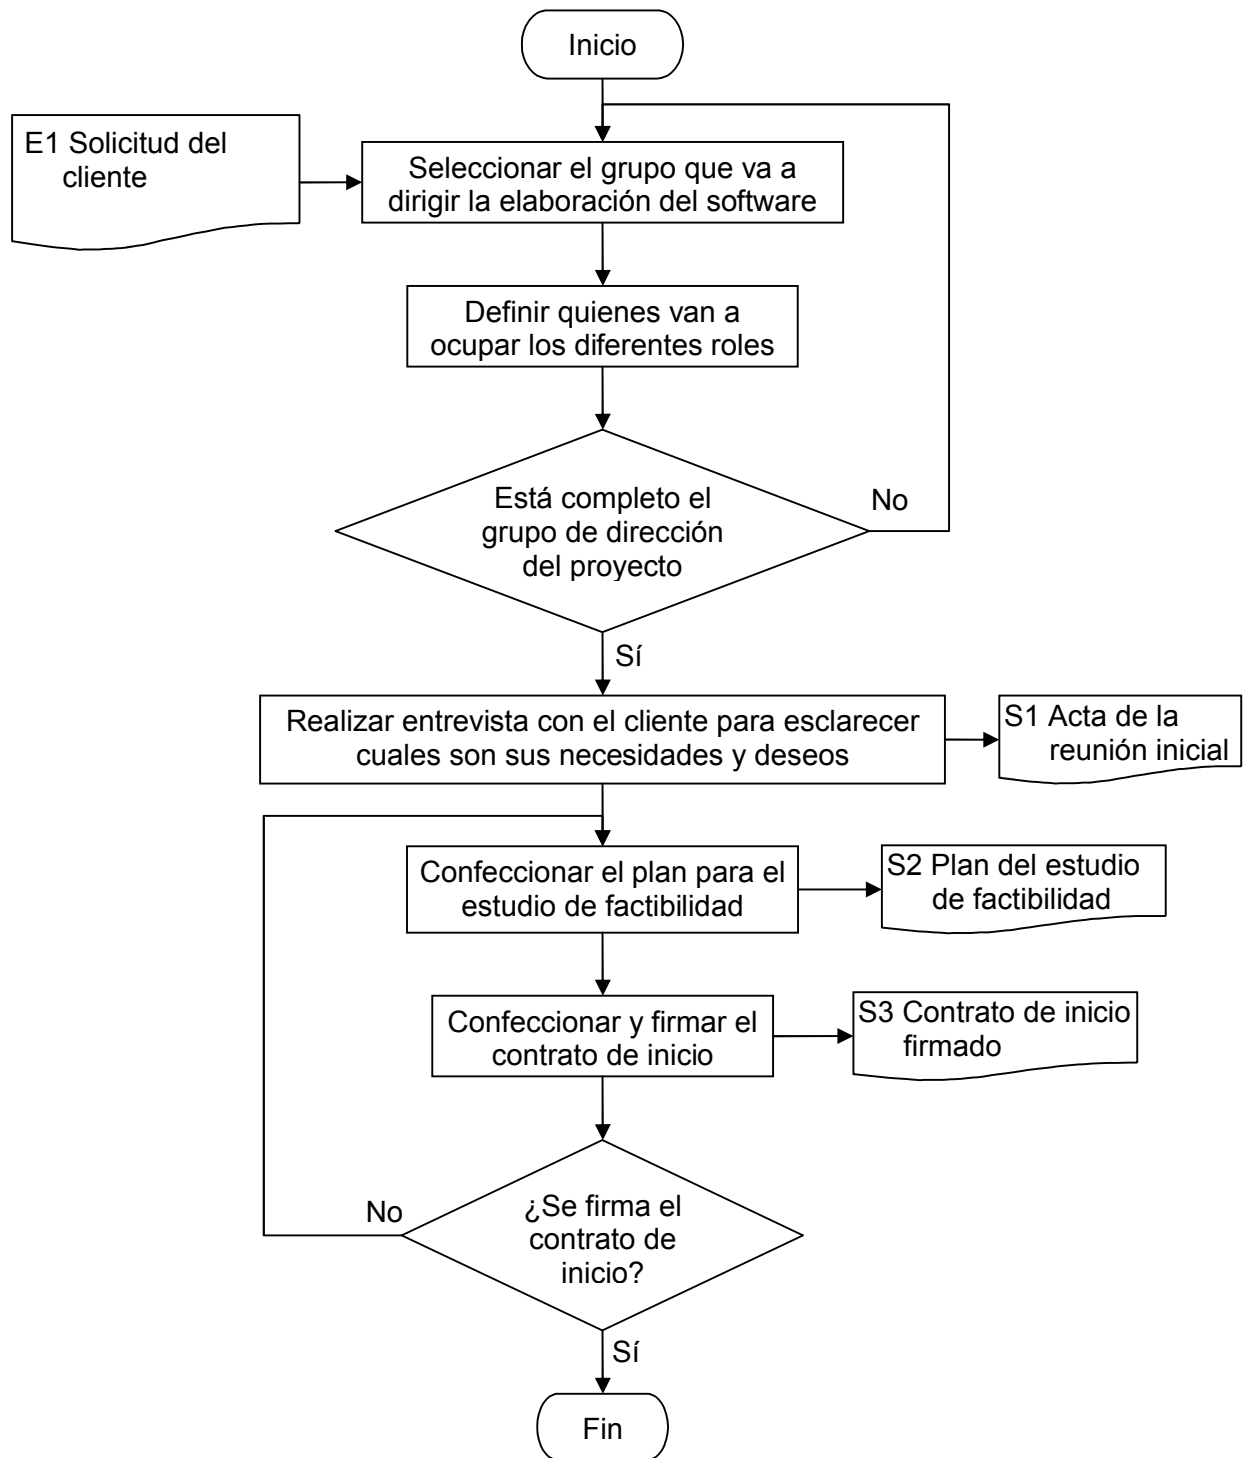 Inicio
E1 Solicitud del
cliente
Seleccionar el grupo que va a
dirigir la elaboración del software
Definir quienes van a
ocupar los diferentes roles
Está completo el
grupo de dirección
del proyecto
No
Sí
Realizar entrevista con el cliente para esclarecer
cuales son sus necesidades y deseos
S1 Acta de la
reunión inicial
Confeccionar el plan para el
estudio de factibilidad
S2 Plan del estudio
de factibilidad
Confeccionar y firmar el
contrato de inicio
S3 Contrato de inicio
firmado
No
¿Se firma el
contrato de
inicio?
Sí
Fin